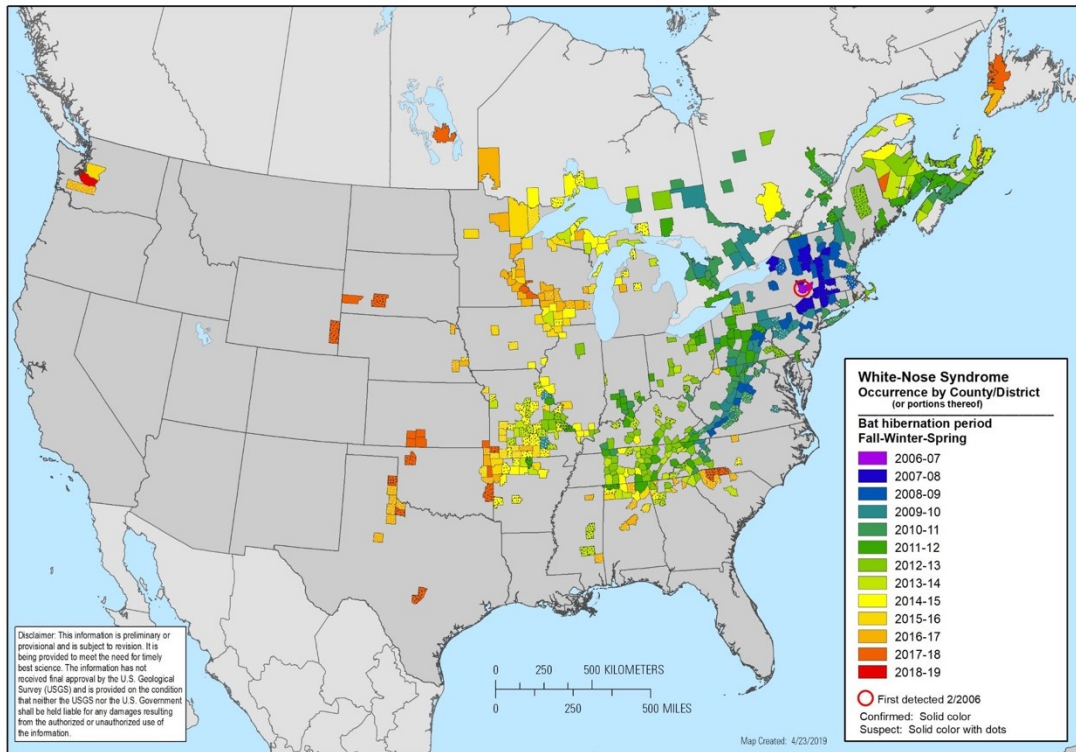 White-Nose Syndrome
Occurrence by County/District
(or portions thereof)
Bat hibernation period
Fall-Winter-Spring
2006-07
2007-08
2008-09
2009-10
2010-11
2011-12
2012-13
2013-14
2014-15
2015-16
2016-17
2017-18
2018-19
First detected 2/2006
Confirmed: Solid color
Suspect: Solid color with dots
Disclaimer: This information is preliminary or
provisional and is subject to revision. It is
being provided to meet the need for timely
best science. The information has not
received final approval by the U.S. Geological
Survey (USGS) and is provided on the condition
that neither the USGS nor the U.S. Government
shall be held liable for any damages resulting
from the authorized or unauthorized use of
the information.
0 250 500 KILOMETERS
0 250 500 MILES
Map Created: 4/23/2019